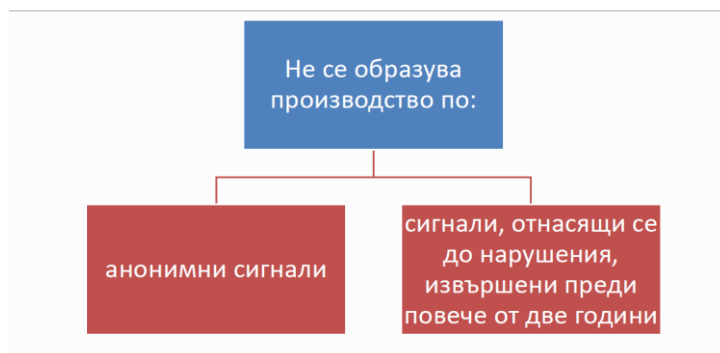 Не се образува
производство по:
анонимни сигнали
сигнали, отнасящи се
до нарушения,
извършени преди
повече от две години